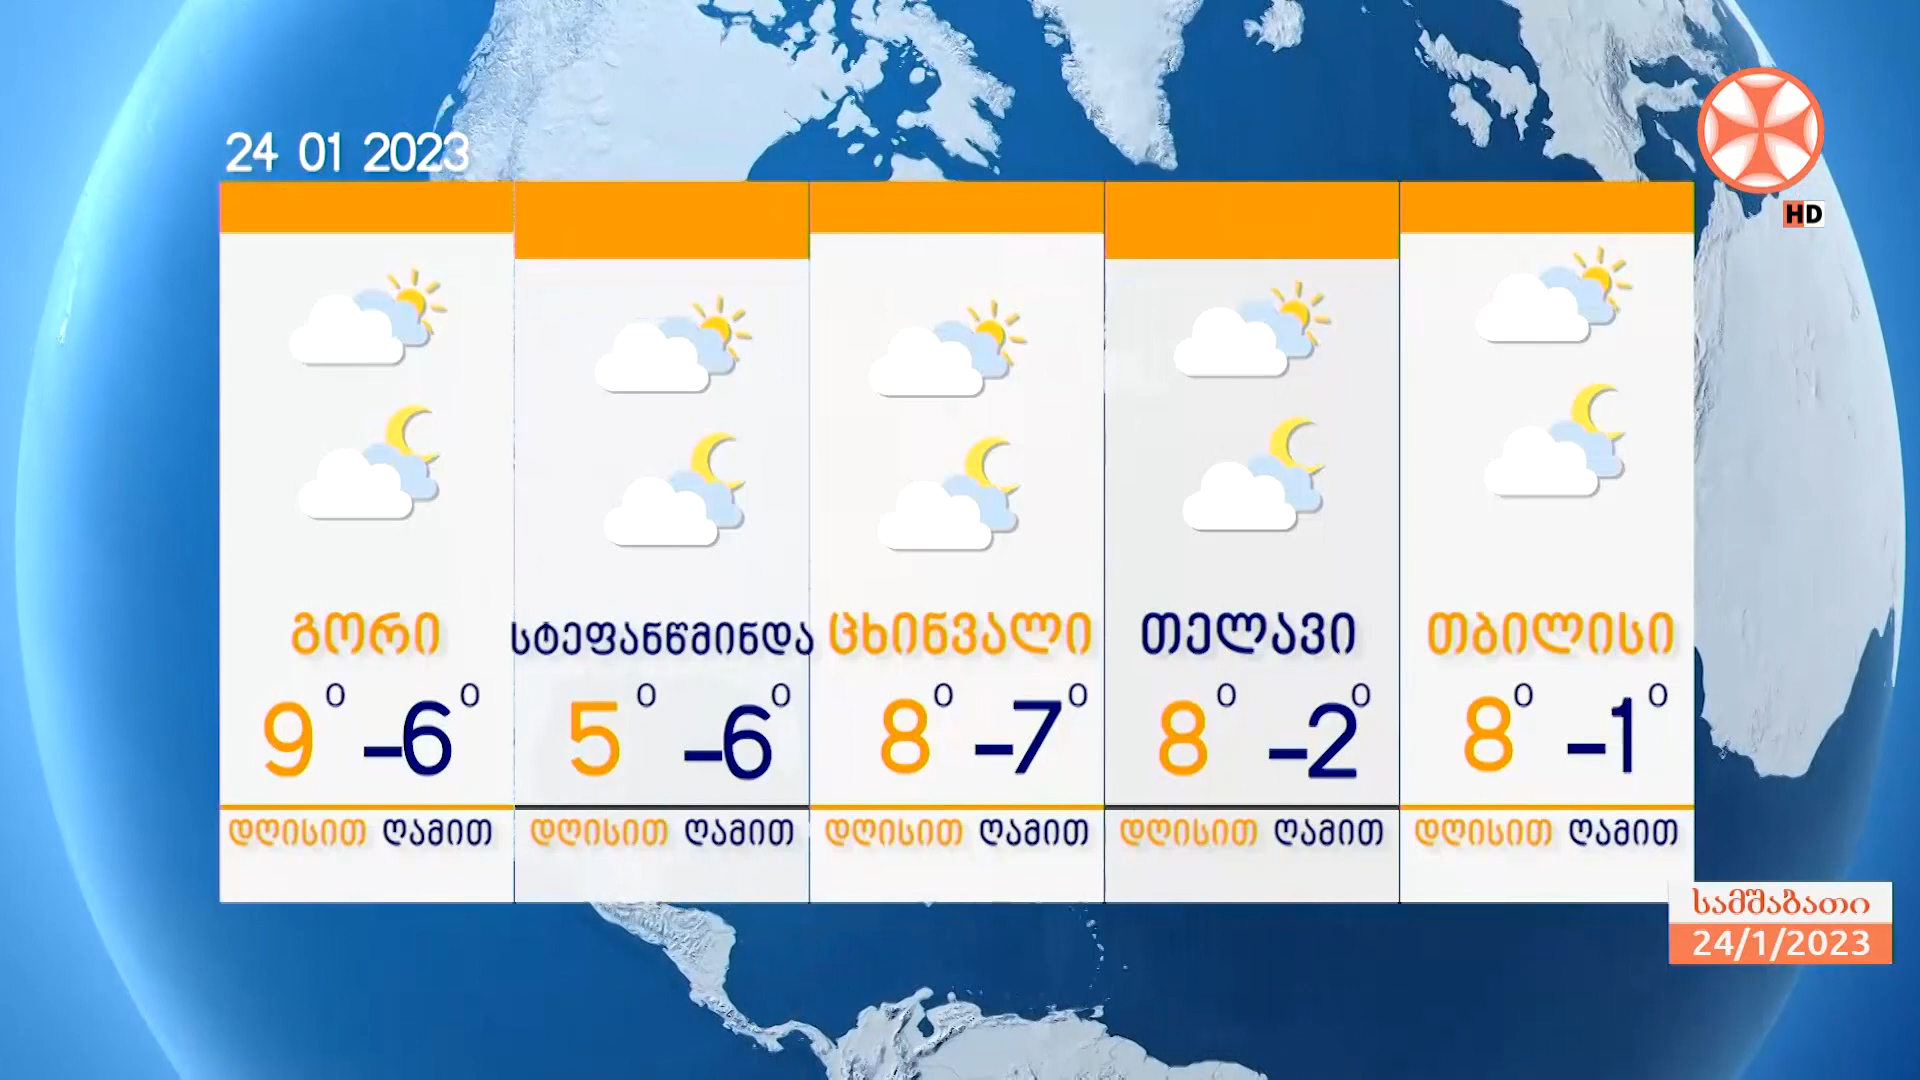 24 01 2023
HD
გორი
9° -6°
დღისით ღამით
სტეფანწმინდა
5° -6°
დღისით ღამით
ცხინვალი
8° -7°
დღისით ღამით
თელავი
8° -2°
დღისით ღამით
თბილისი
8° -1°
დღისით ღამით
სამშაბათი
24/1/2023